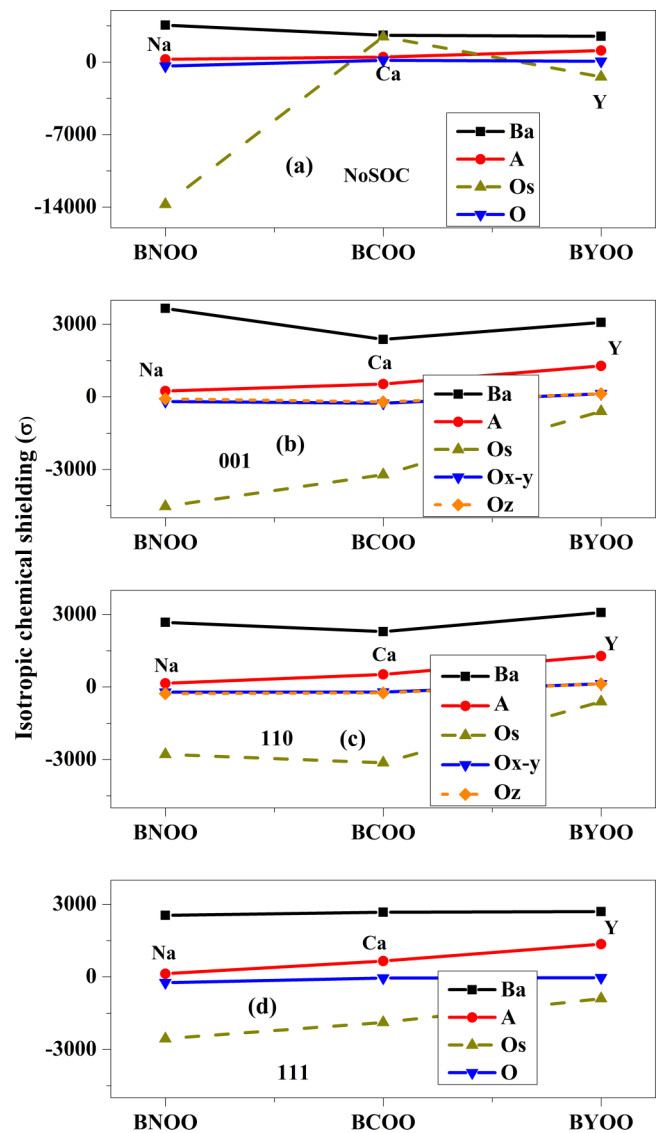 Isotropic chemical shielding (σ)
0
-7000
-14000
Na
Ca
Y
(a)
NoSOC
Ba
A
Os
O
BNOO
BCOO
BYOO
3000
0
-3000
Na
Ca
Y
001
(b)
Ba
A
Os
Ox-y
Oz
BNOO
BCOO
BYOO
3000
0
-3000
Na
Ca
Y
110
(c)
Ba
A
Os
Ox-y
Oz
BNOO
BCOO
BYOO
3000
0
-3000
Na
Ca
Y
(d)
111
Ba
A
Os
O
BNOO
BCOO
BYOO